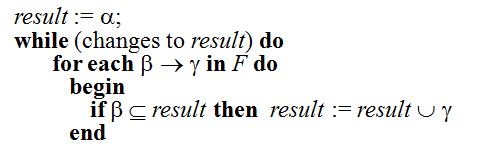 result := α;
while (changes to result) do
for each β → γ in F do
begin
if β ⊆ result then result := result ∪ γ
end